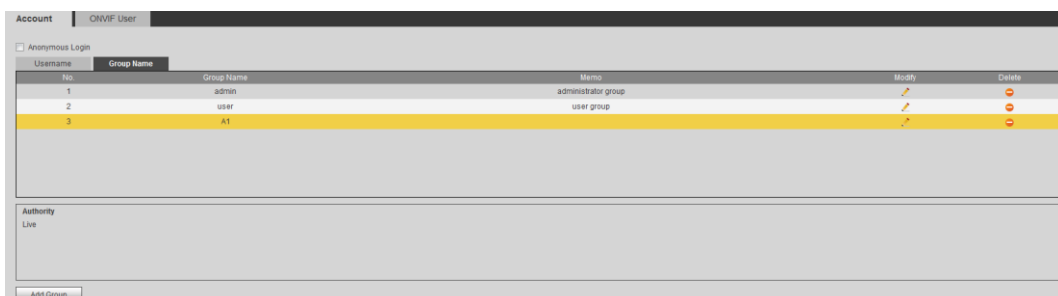 Account ONVIF User
Anonymous Login
Username Group Name
No. Group Name Memo Modify Delete
1 admin administrator group
2 user user group
3 A1
Authority
Live
Add Group